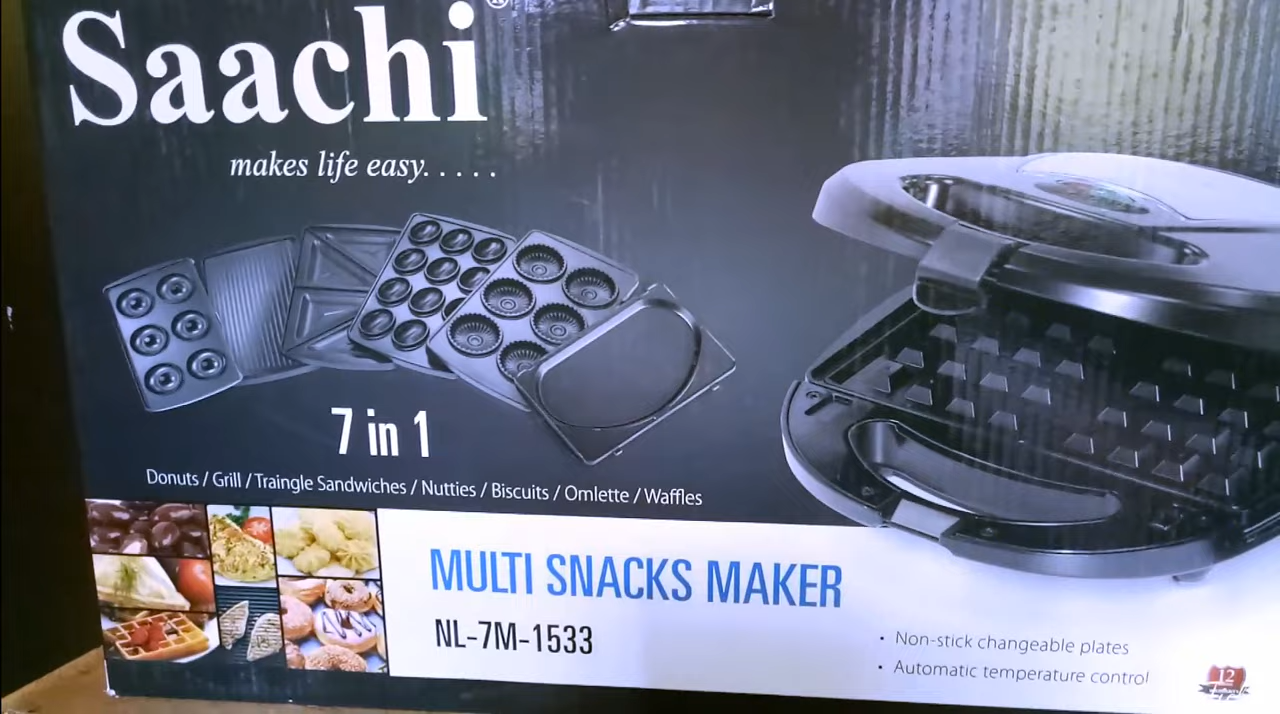 Saachi®
makes life easy.....
7 in 1
Donuts / Grill / Traingle Sandwiches / Nutties / Biscuits / Omlette / Waffles
MULTI SNACKS MAKER
NL-7M-1533
• Non-stick changeable plates
• Automatic temperature control
12